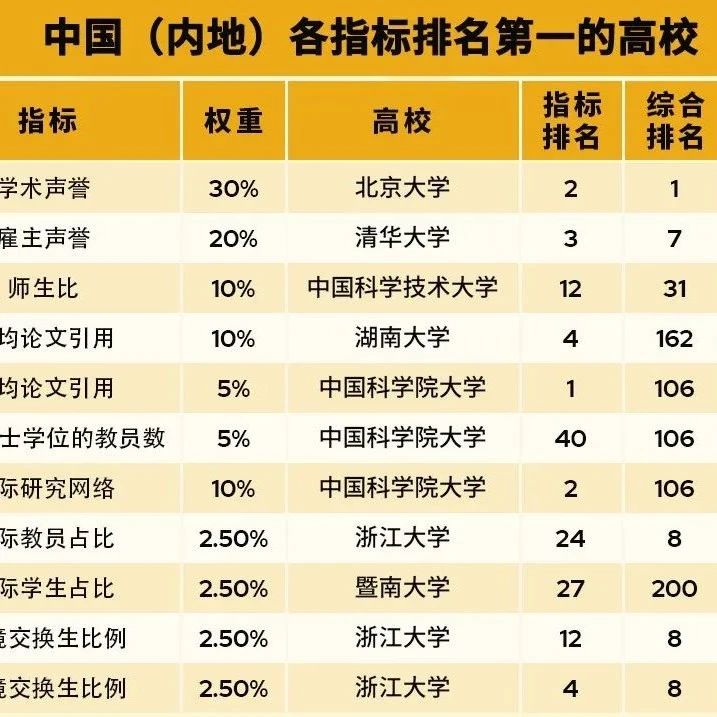 中国（内地）各指标排名第一的高校
指标 权重 高校 指标排名 综合排名
学术声誉 30% 北京大学 2 1
雇主声誉 20% 清华大学 3 7
师生比 10% 中国科学技术大学 12 31
均论文引用 10% 湖南大学 4 162
均论文引用 5% 中国科学院大学 1 106
士学位的教员数 5% 中国科学院大学 40 106
际研究网络 10% 中国科学院大学 2 106
际教员占比 2.50% 浙江大学 24 8
际学生占比 2.50% 暨南大学 27 200
境交换生比例 2.50% 浙江大学 12 8
境交换生比例 2.50% 浙江大学 4 8